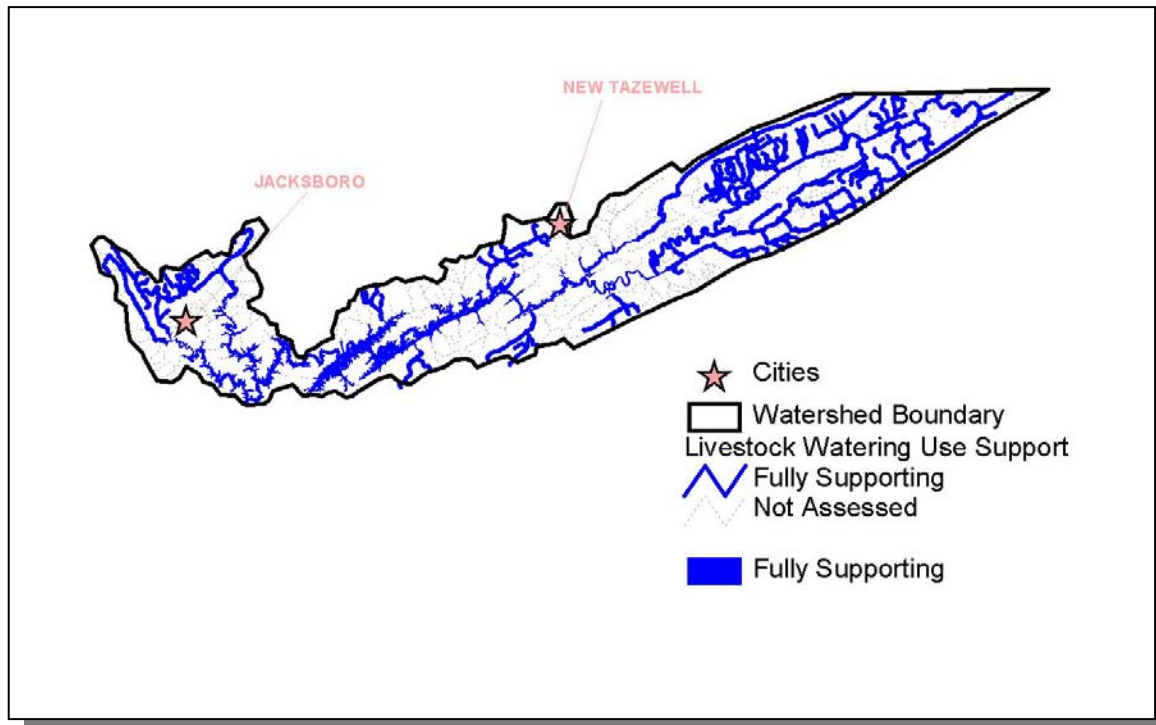 NEW TAZEWELL
JACKSBORO
Cities
Watershed Boundary
Livestock Watering Use Support
Fully Supporting
Not Assessed
Fully Supporting